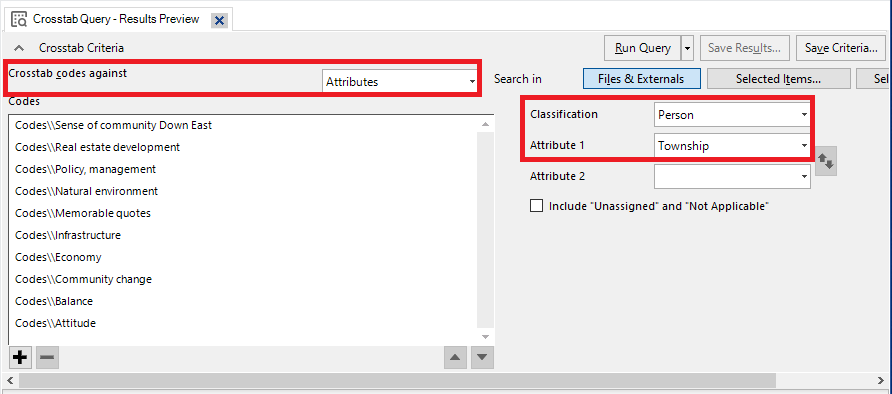 Crosstab Query - Results Preview
Crosstab Criteria
Run Query
Save Results...
Save Criteria...
Crosstab codes against
Attributes
Search in
Files & Externals
Selected Items...
Sel
Codes
Codes\\Sense of community Down East
Codes\\Real estate development
Codes\\Policy, management
Codes\\Natural environment
Codes\\Memorable quotes
Codes\\Infrastructure
Codes\\Economy
Codes\\Community change
Codes\\Balance
Codes\\Attitude
Classification
Person
Attribute 1
Township
Attribute 2
Include "Unassigned" and "Not Applicable"